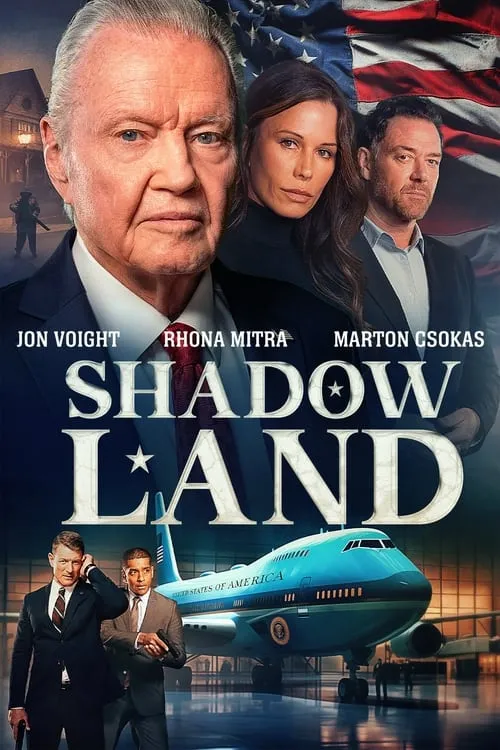 JON VOIGHT RHONA MITRA MARTON CSOKAS
SHADOW
LAND
UNITED STATES OF AMERICA